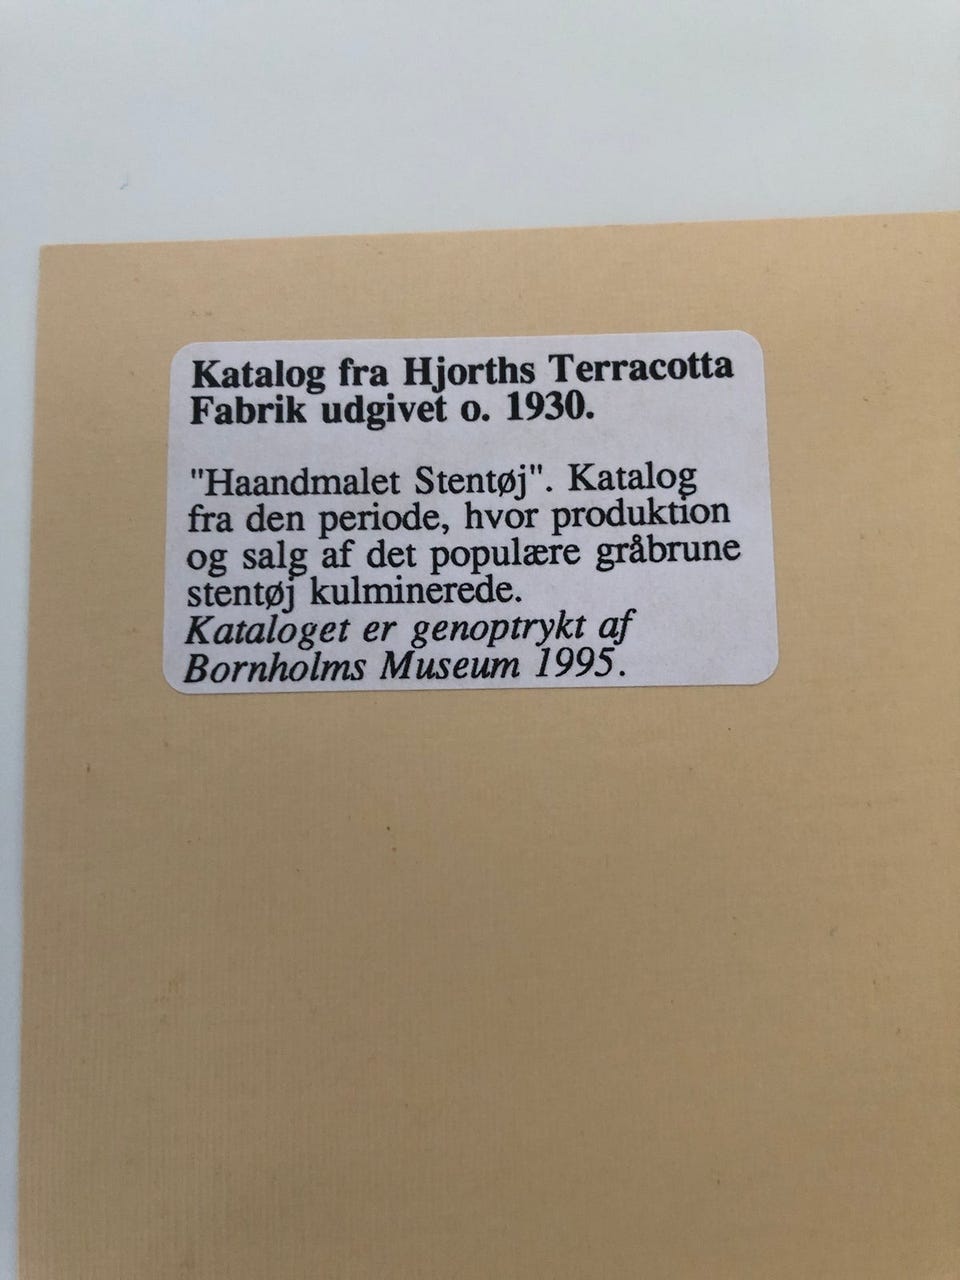 Katalog fra Hjorths Terracotta
Fabrik udgivet o. 1930.
"Haandmalet Stentøj". Katalog
fra den periode, hvor produktion
og salg af det populære gråbrune
stentøj kulminerede.
Kataloget er genoptrykt af
Bornholms Museum 1995.